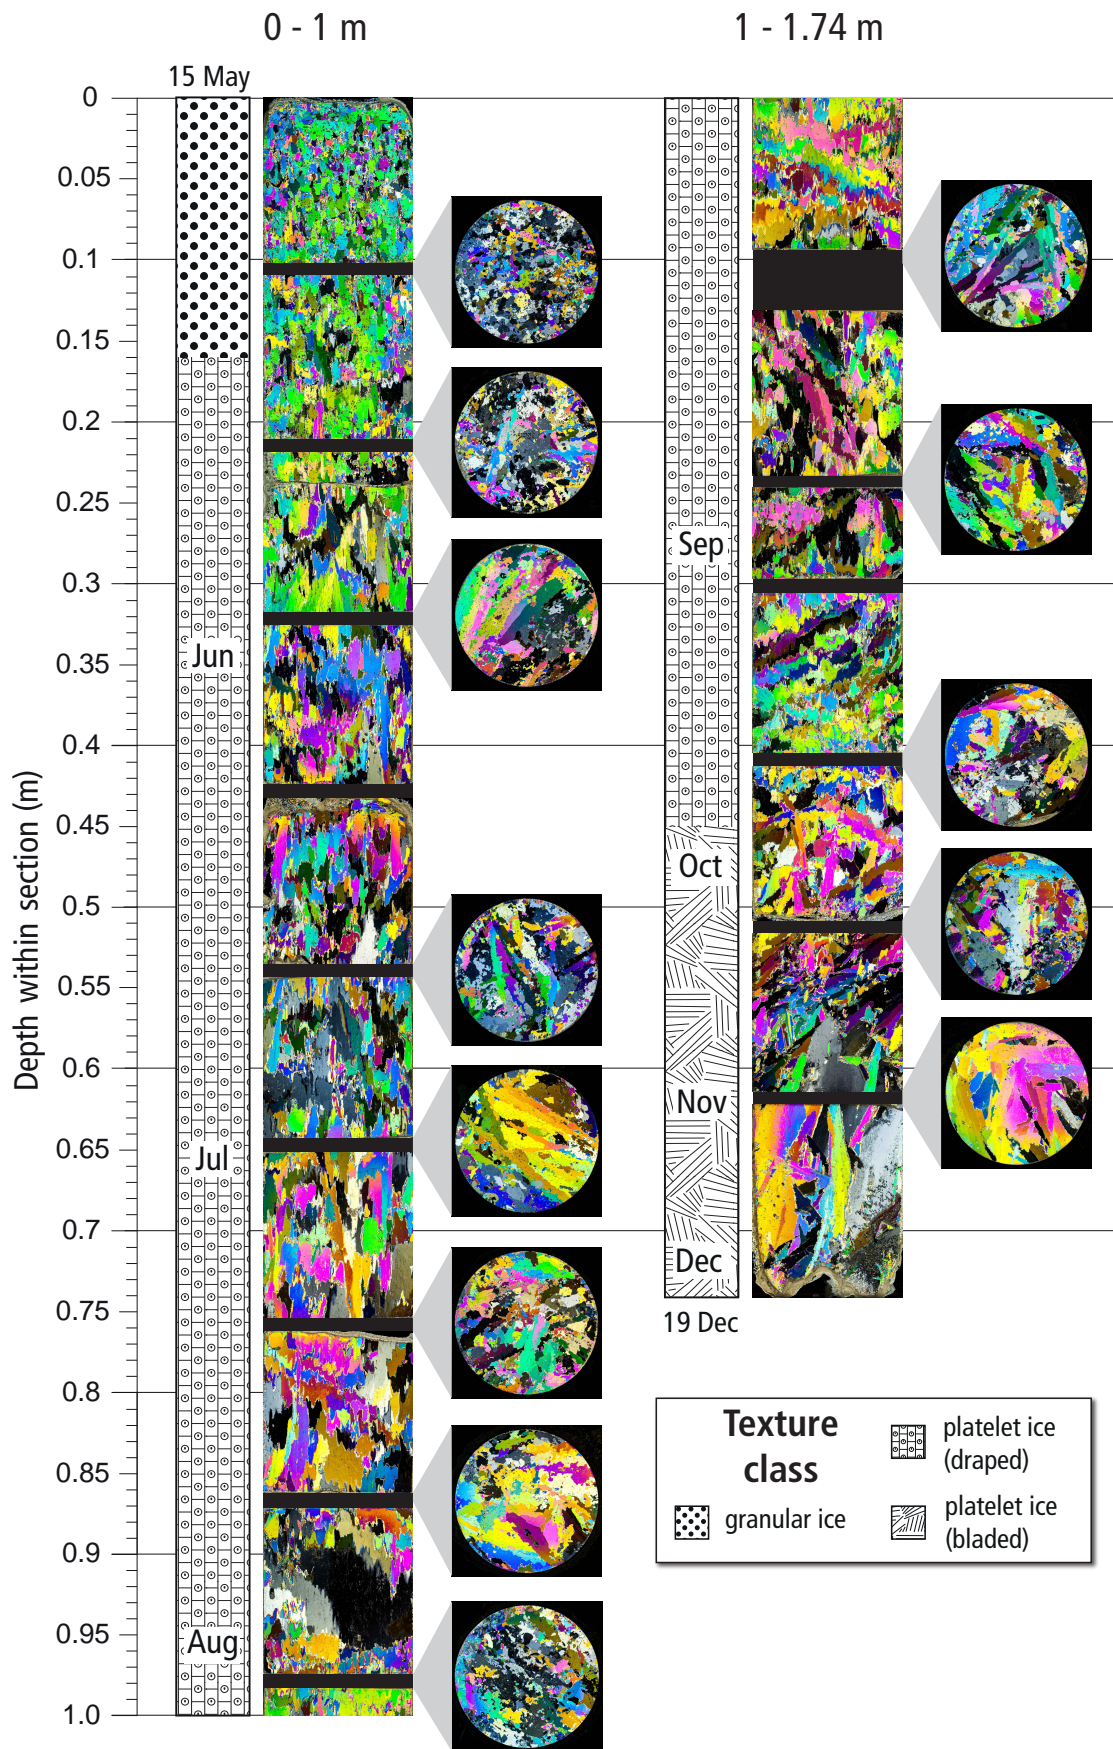 0 - 1 m
1 - 1.74 m
15 May
0
0.05
0.1
0.15
0.2
0.25
0.3
0.35
0.4
0.45
0.5
0.55
0.6
0.65
0.7
0.75
0.8
0.85
0.9
0.95
1.0
Depth within section (m)
Jun
Jul
Aug
Sep
Oct
Nov
Dec
19 Dec
Texture
class
granular ice
platelet ice
(draped)
platelet ice
(bladed)